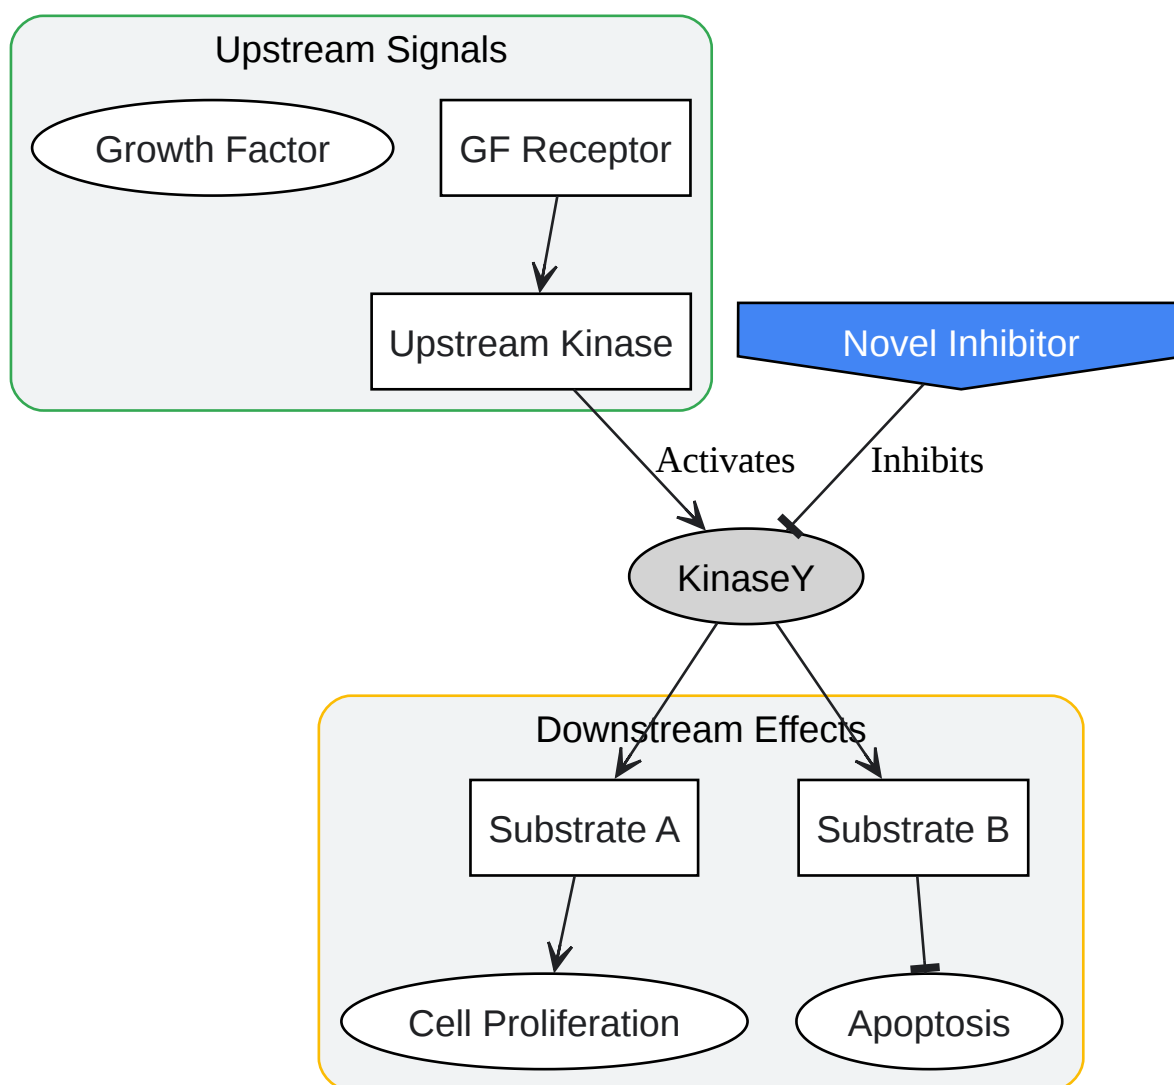 Upstream Signals
Growth Factor
GF Receptor
Upstream Kinase
Novel Inhibitor
Activates
Inhibits
KinaseY
Downstream Effects
Substrate A
Substrate B
Cell Proliferation
Apoptosis